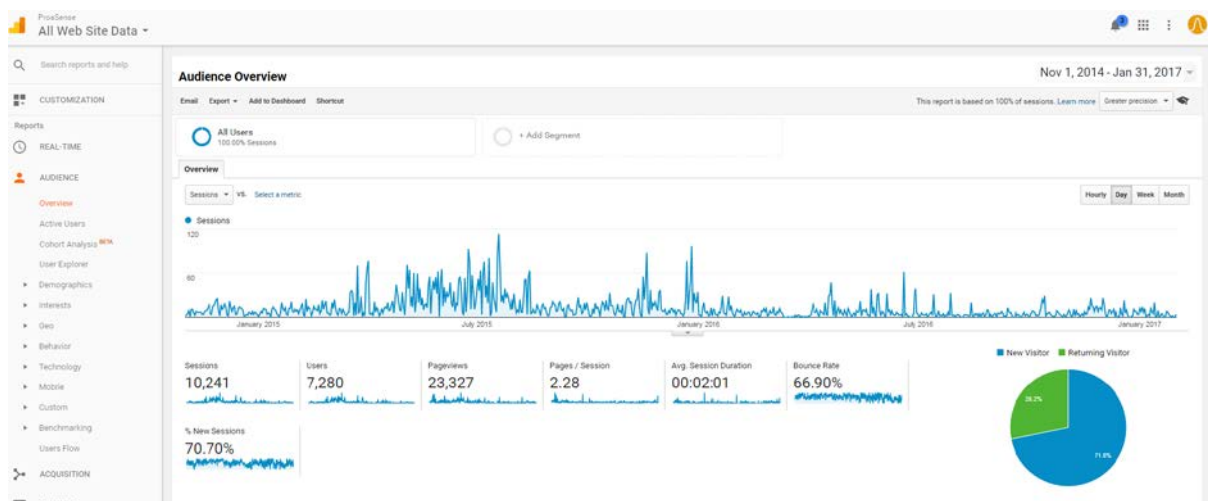 ProaSense
All Web Site Data
3
Search reports and help
CUSTOMIZATION
Reports
REAL-TIME
AUDIENCE
Overview
Active Users
Cohort Analysis BETA
User Explorer
Demographics
Interests
Geo
Behavior
Technology
Mobile
Custom
Benchmarking
Users Flow
ACQUISITION
Audience Overview
Nov 1, 2014 - Jan 31, 2017
Email Export Add to Dashboard Shortcut
This report is based on 100% of sessions. Learn more Greater precision
All Users
100.00% Sessions
+ Add Segment
Overview
Sessions VS. Select a metric
Hourly Day Week Month
Sessions
120
60
January 2015 July 2015 January 2016 July 2016 January 2017
Sessions
10,241
Users
7,280
Pageviews
23,327
Pages / Session
2.28
Avg. Session Duration
00:02:01
Bounce Rate
66.90%
% New Sessions
70.70%
New Visitor Returning Visitor
28.2%
71.8%